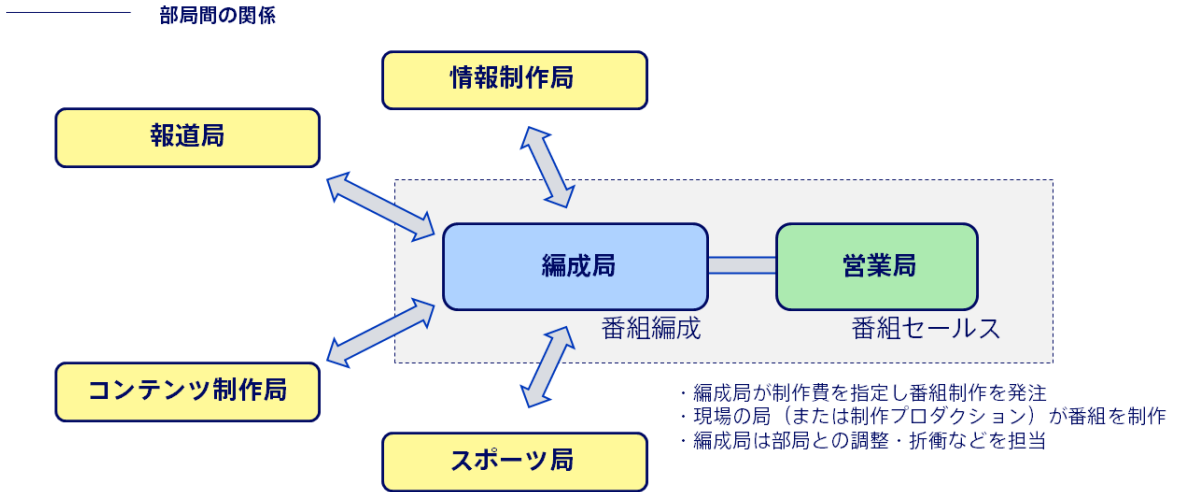 部局間の関係
情報制作局
報道局
編成局
営業局
番組編成
番組セールス
コンテンツ制作局
スポーツ局
・編成局が制作費を指定し番組制作を発注
・現場の局（または制作プロダクション）が番組を制作
・編成局は部局との調整・折衝などを担当